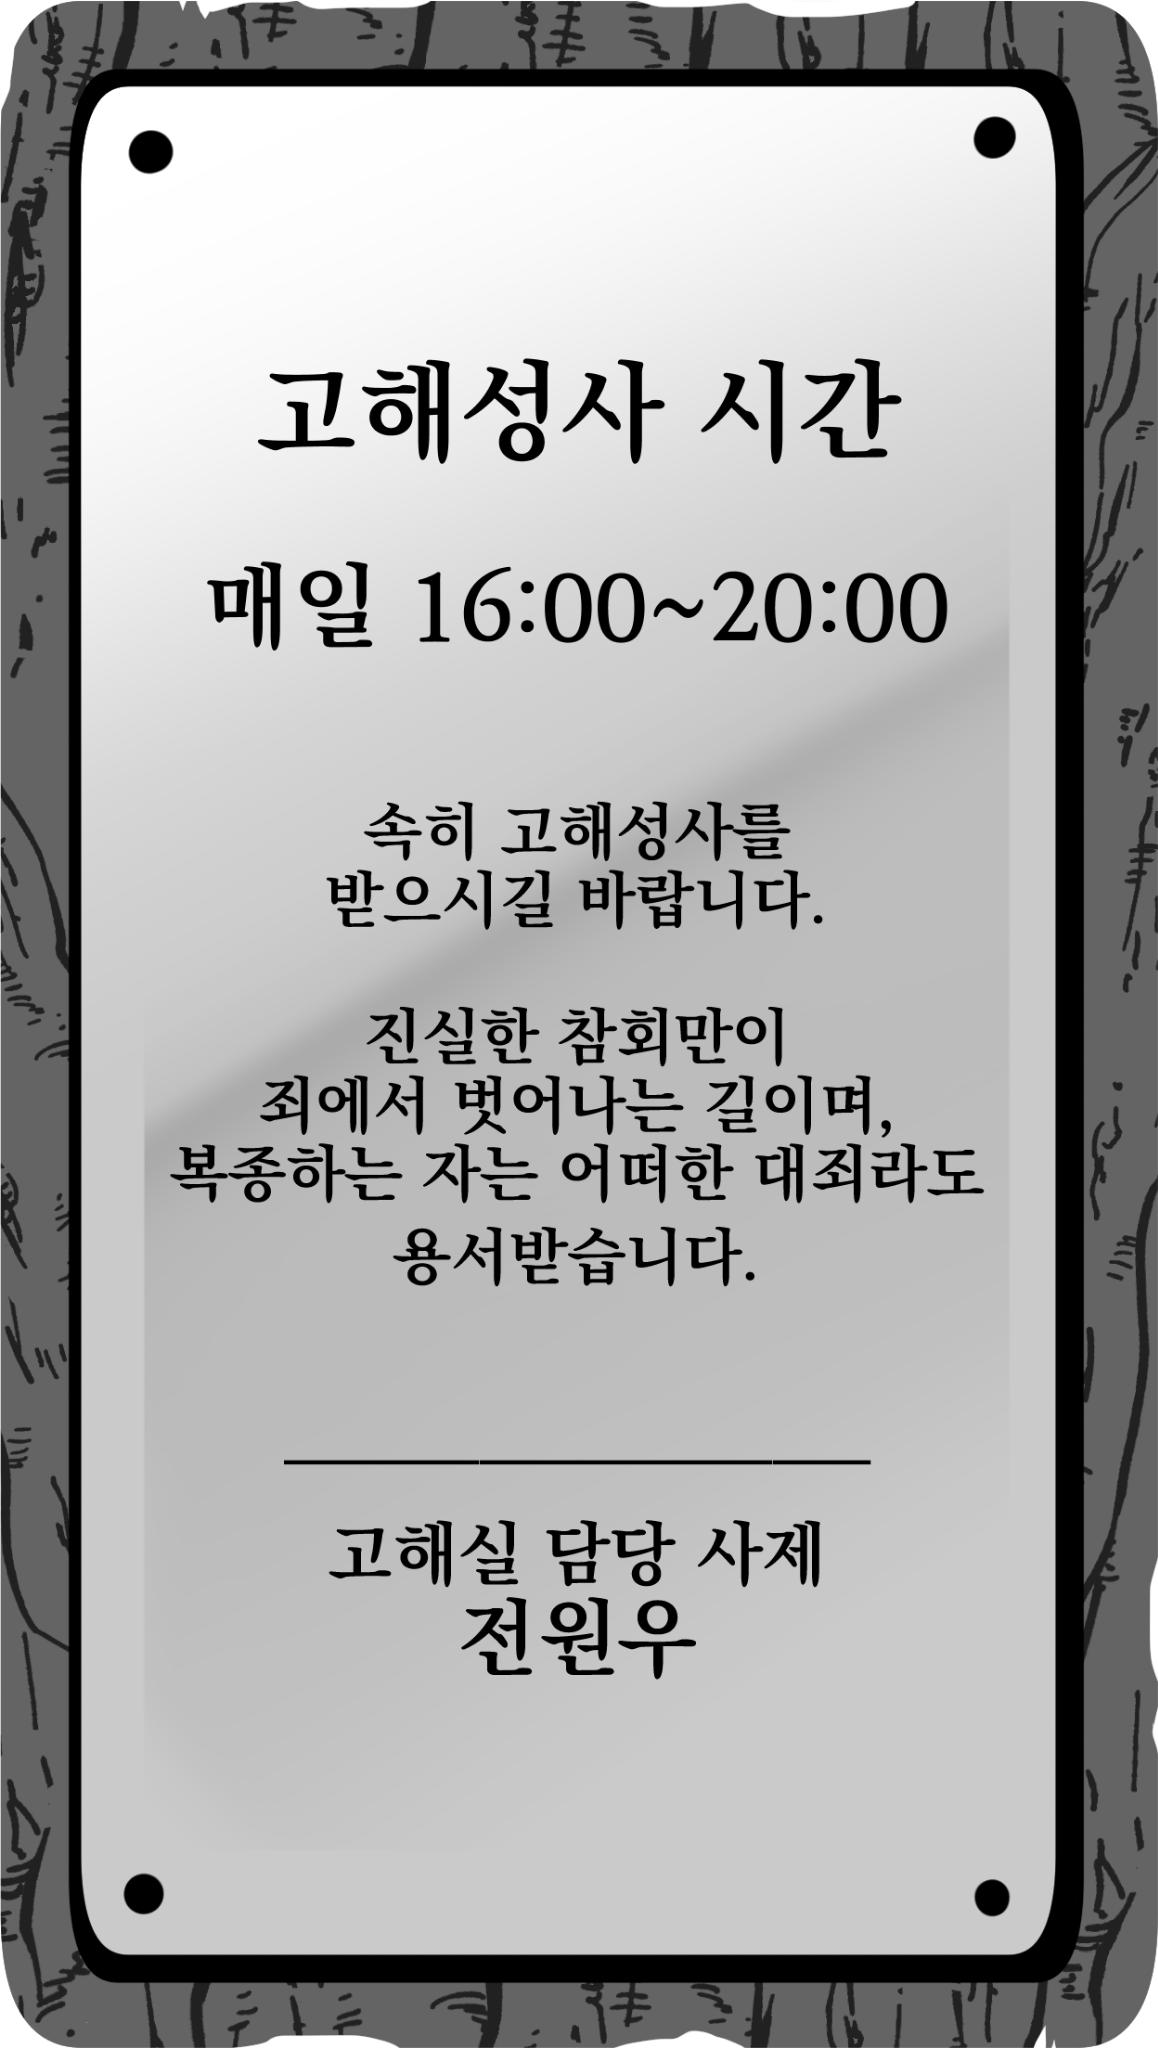 고해성사 시간
매일 16:00~20:00
속히 고해성사를
받으시길 바랍니다.
진실한 참회만이
죄에서 벗어나는 길이며,
복종하는 자는 어떠한 대죄라도
용서받습니다.
고해실 담당 사제
전원우